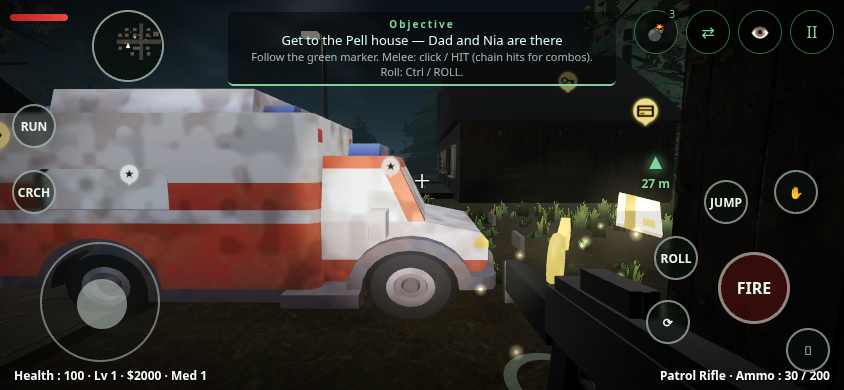 Objective
Get to the Pell house — Dad and Nia are there
Follow the green marker. Melee: click / HIT (chain hits for combos).
Roll: Ctrl / ROLL.
3
II
RUN
CRCH
27 m
JUMP
ROLL
FIRE
Health : 100 · Lv 1 · $2000 · Med 1
Patrol Rifle · Ammo : 30 / 200